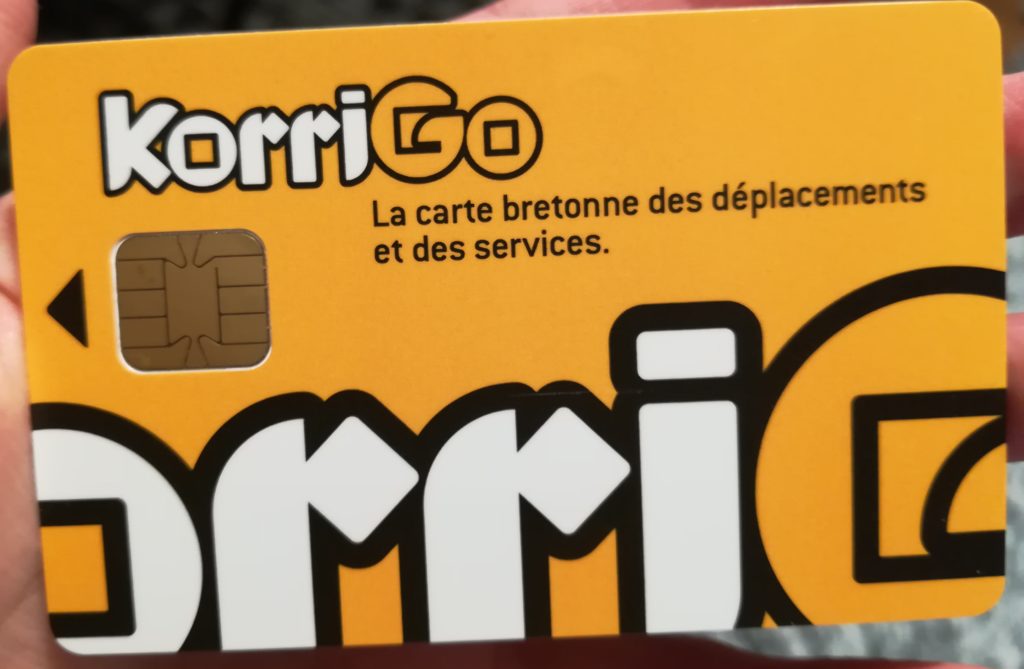 KorriGo
La carte bretonne des déplacements
et des services.
orriG